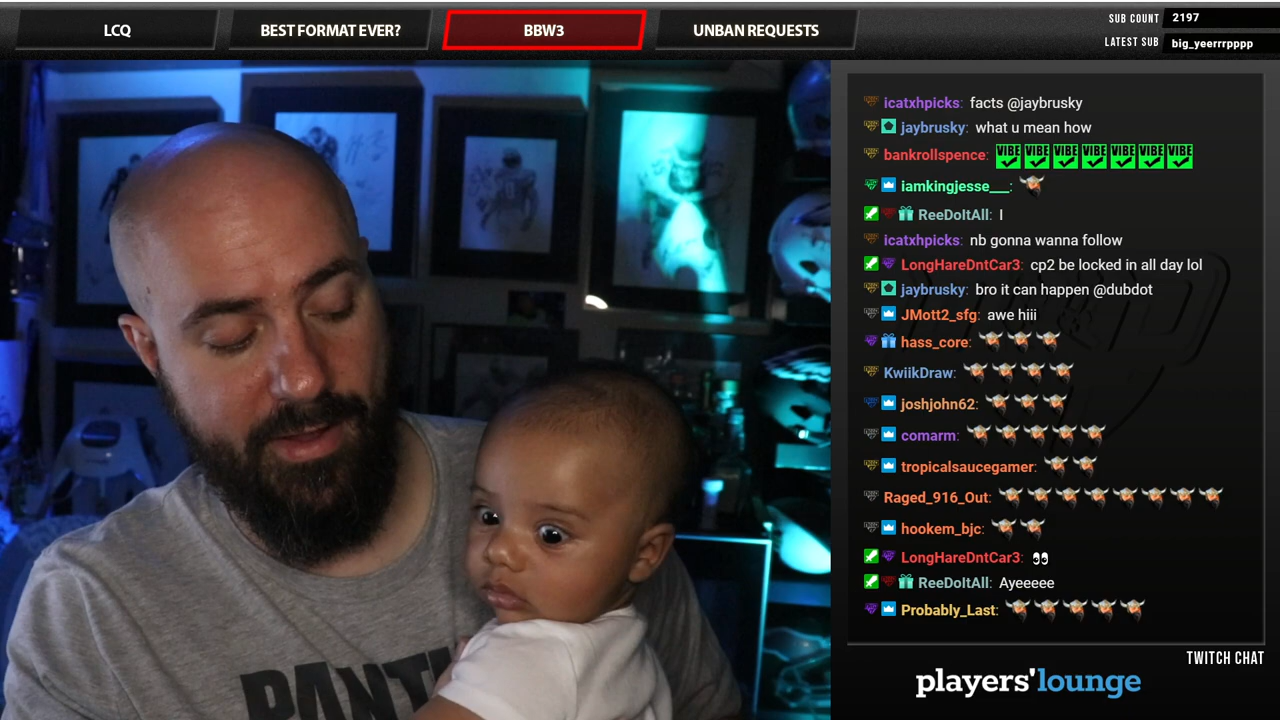 LCQ
BEST FORMAT EVER?
BBW3
UNBAN REQUESTS
SUB COUNT 2197
LATEST SUB big_yeerrrpppp
icatxhpicks: facts @jaybrusky
jaybrusky: what u mean how
bankrollspence: VIBE VIBE VIBE VIBE VIBE VIBE VIBE
iamkingjesse___:
ReeDoItAll: I
icatxhpicks: nb gonna wanna follow
LongHareDntCar3: cp2 be locked in all day lol
jaybrusky: bro it can happen @dubdot
JMott2_sfg: awe hiii
hass_core:
KwiikDraw:
joshjohn62:
comarm:
tropicalsaucegamer:
Raged_916_Out:
hookem_bjc:
LongHareDntCar3: 👀
ReeDoItAll: Ayeeeee
Probably_Last:
TWITCH CHAT
players'lounge